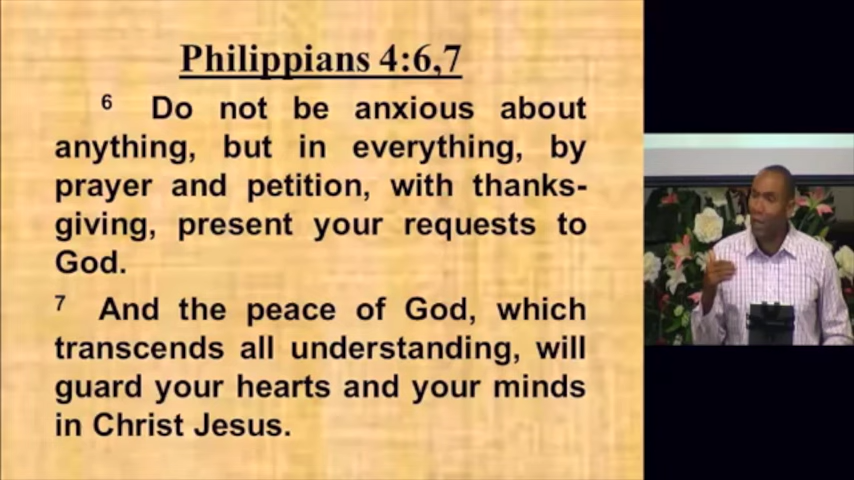 Philippians 4:6,7
6 Do not be anxious about
anything, but in everything, by
prayer and petition, with thanks-
giving, present your requests to
God.
7 And the peace of God, which
transcends all understanding, will
guard your hearts and your minds
in Christ Jesus.